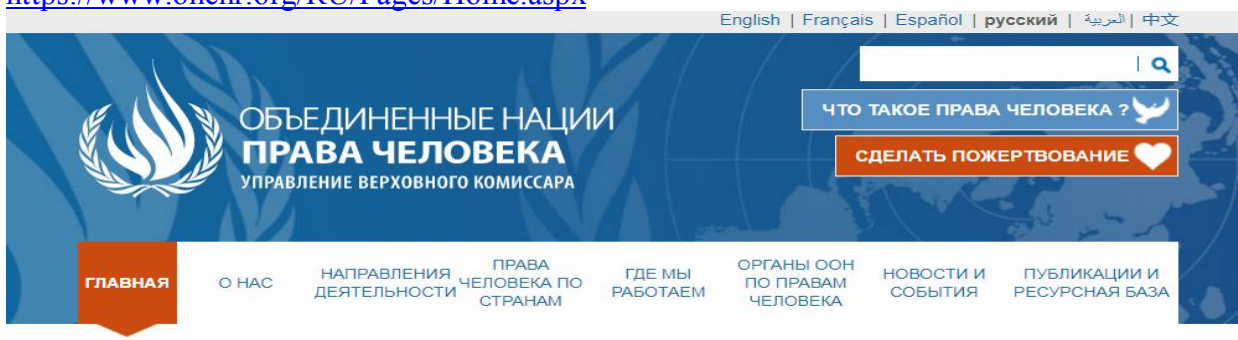 https://www.ohchr.org/RU/Pages/Home.aspx
English | Français | Español | русский | العربية | 中文
ОБЪЕДИНЕННЫЕ НАЦИИ
ПРАВА ЧЕЛОВЕКА
УПРАВЛЕНИЕ ВЕРХОВНОГО КОМИССАРА
ЧТО ТАКОЕ ПРАВА ЧЕЛОВЕКА ?
СДЕЛАТЬ ПОЖЕРТВОВАНИЕ
ГЛАВНАЯ
О НАС
НАПРАВЛЕНИЯ
ДЕЯТЕЛЬНОСТИ
ПРАВА
ЧЕЛОВЕКА ПО
СТРАНАМ
ГДЕ МЫ
РАБОТАЕМ
ОРГАНЫ ООН
ПО ПРАВАМ
ЧЕЛОВЕКА
НОВОСТИ И
СОБЫТИЯ
ПУБЛИКАЦИИ И
РЕСУРСНАЯ БАЗА